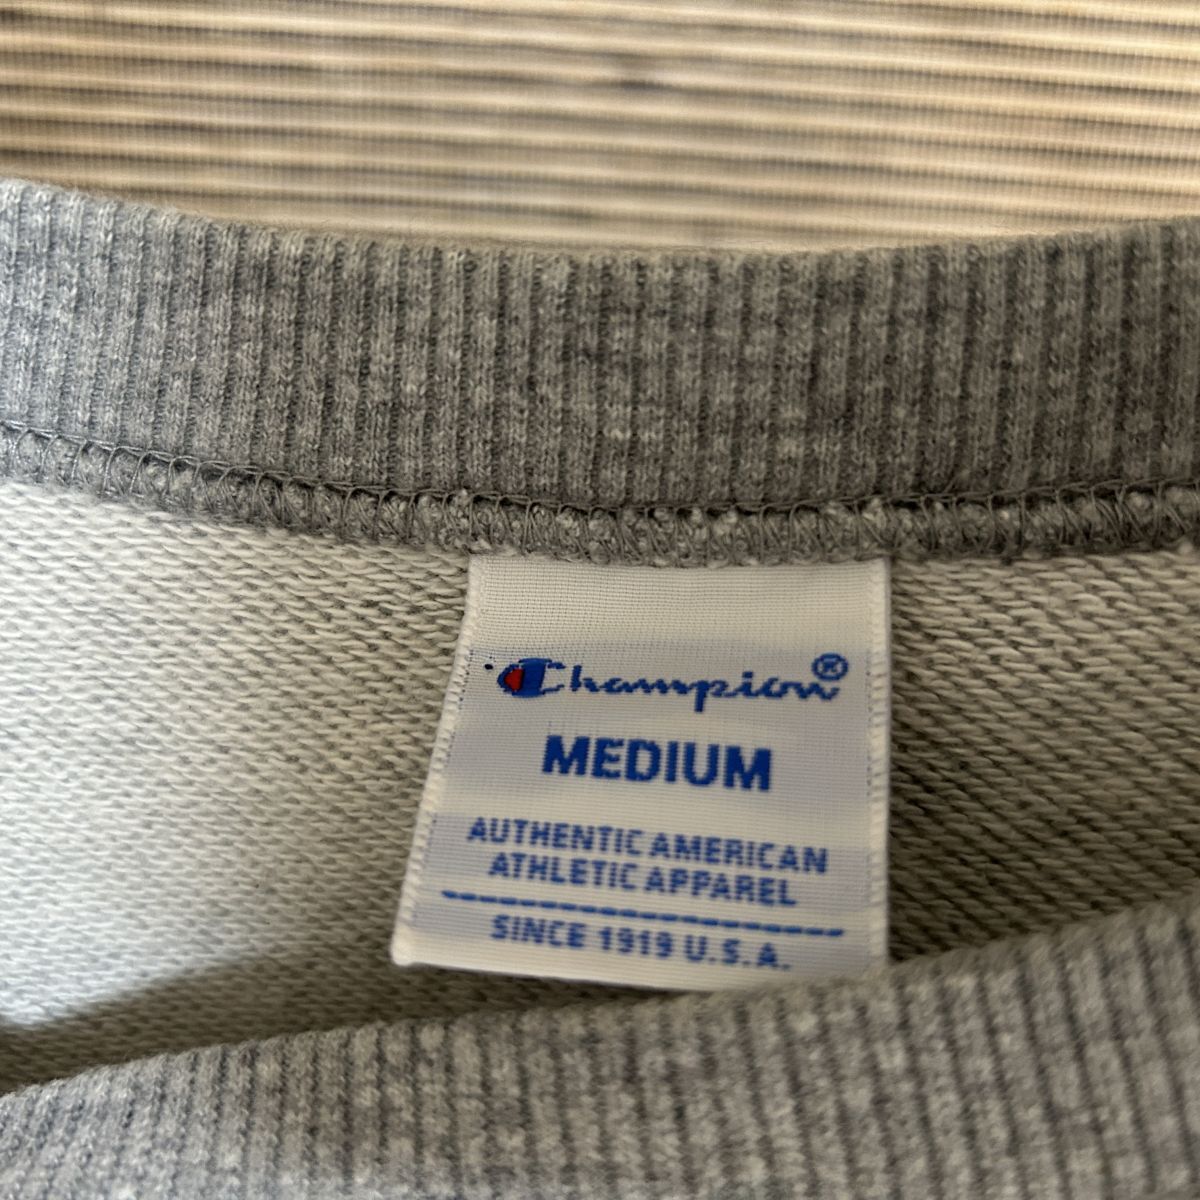 Champion®
MEDIUM
AUTHENTIC AMERICAN
ATHLETIC APPAREL
SINCE 1919 U.S.A.